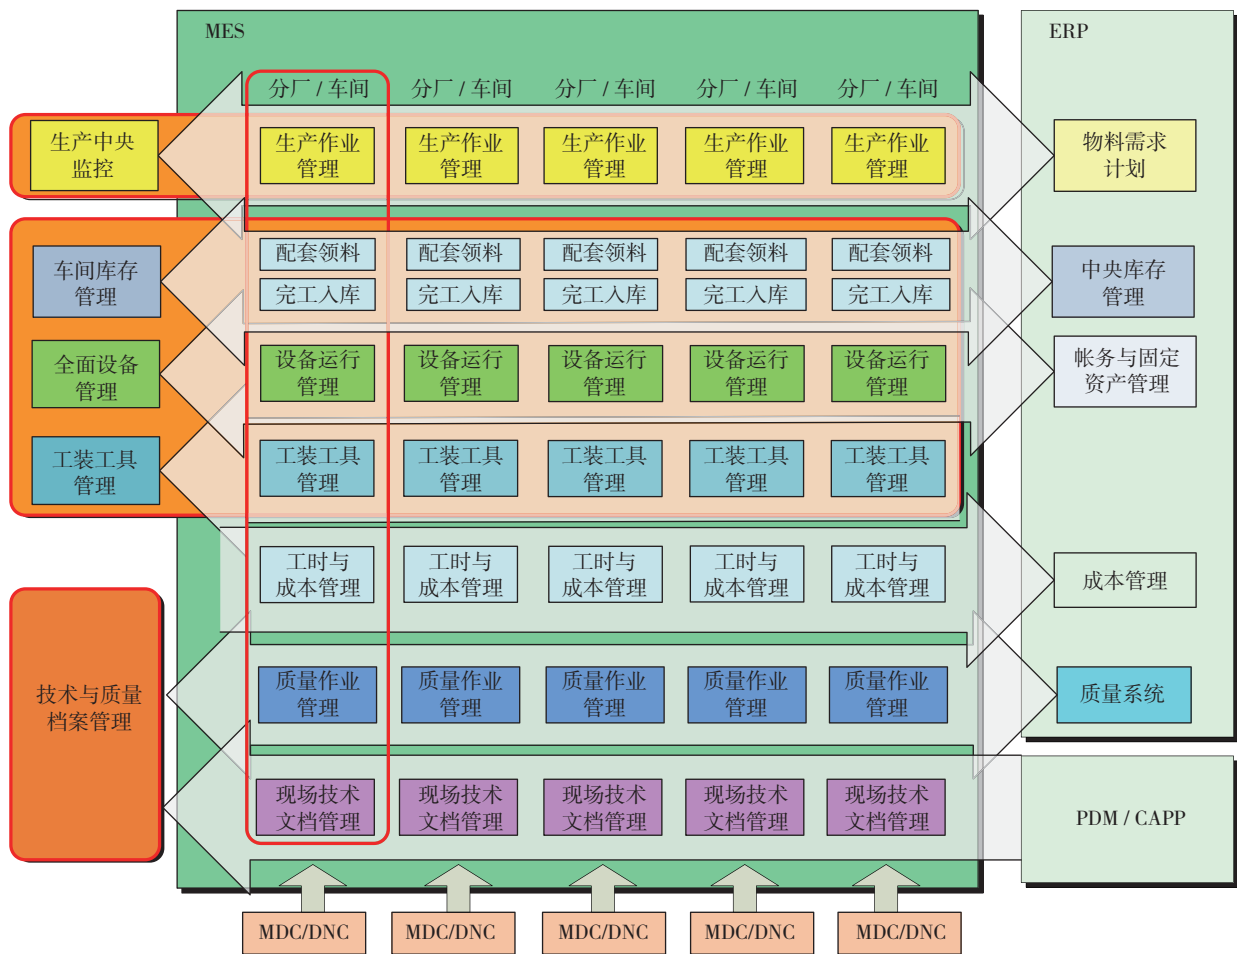 MES
ERP
分厂 / 车间
分厂 / 车间
分厂 / 车间
分厂 / 车间
分厂 / 车间
生产中央
监控
生产作业
管理
生产作业
管理
生产作业
管理
生产作业
管理
生产作业
管理
物料需求
计划
车间库存
管理
配套领料
配套领料
配套领料
配套领料
配套领料
完工入库
完工入库
完工入库
完工入库
完工入库
中央库存
管理
全面设备
管理
设备运行
管理
设备运行
管理
设备运行
管理
设备运行
管理
设备运行
管理
帐务与固定
资产管理
工装工具
管理
工装工具
管理
工装工具
管理
工装工具
管理
工装工具
管理
工装工具
管理
工时与
成本管理
工时与
成本管理
工时与
成本管理
工时与
成本管理
工时与
成本管理
成本管理
技术与质量
档案管理
质量作业
管理
质量作业
管理
质量作业
管理
质量作业
管理
质量作业
管理
质量系统
现场技术
文档管理
现场技术
文档管理
现场技术
文档管理
现场技术
文档管理
现场技术
文档管理
PDM / CAPP
MDC/DNC
MDC/DNC
MDC/DNC
MDC/DNC
MDC/DNC